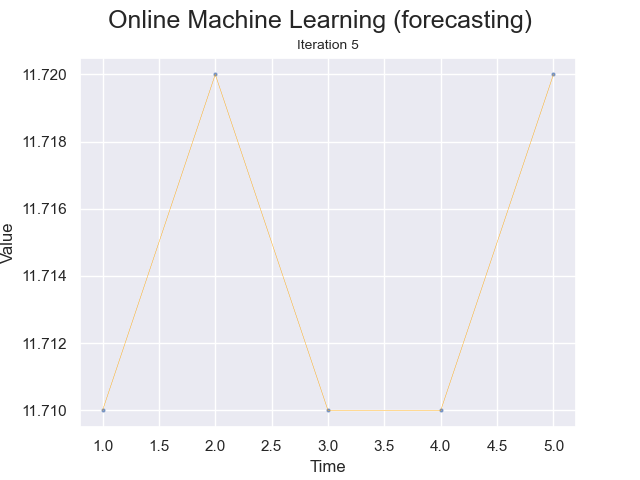 Online Machine Learning (forecasting)
Iteration 5
11.720
11.718
11.716
11.714
11.712
11.710
Value
1.0 1.5 2.0 2.5 3.0 3.5 4.0 4.5 5.0
Time